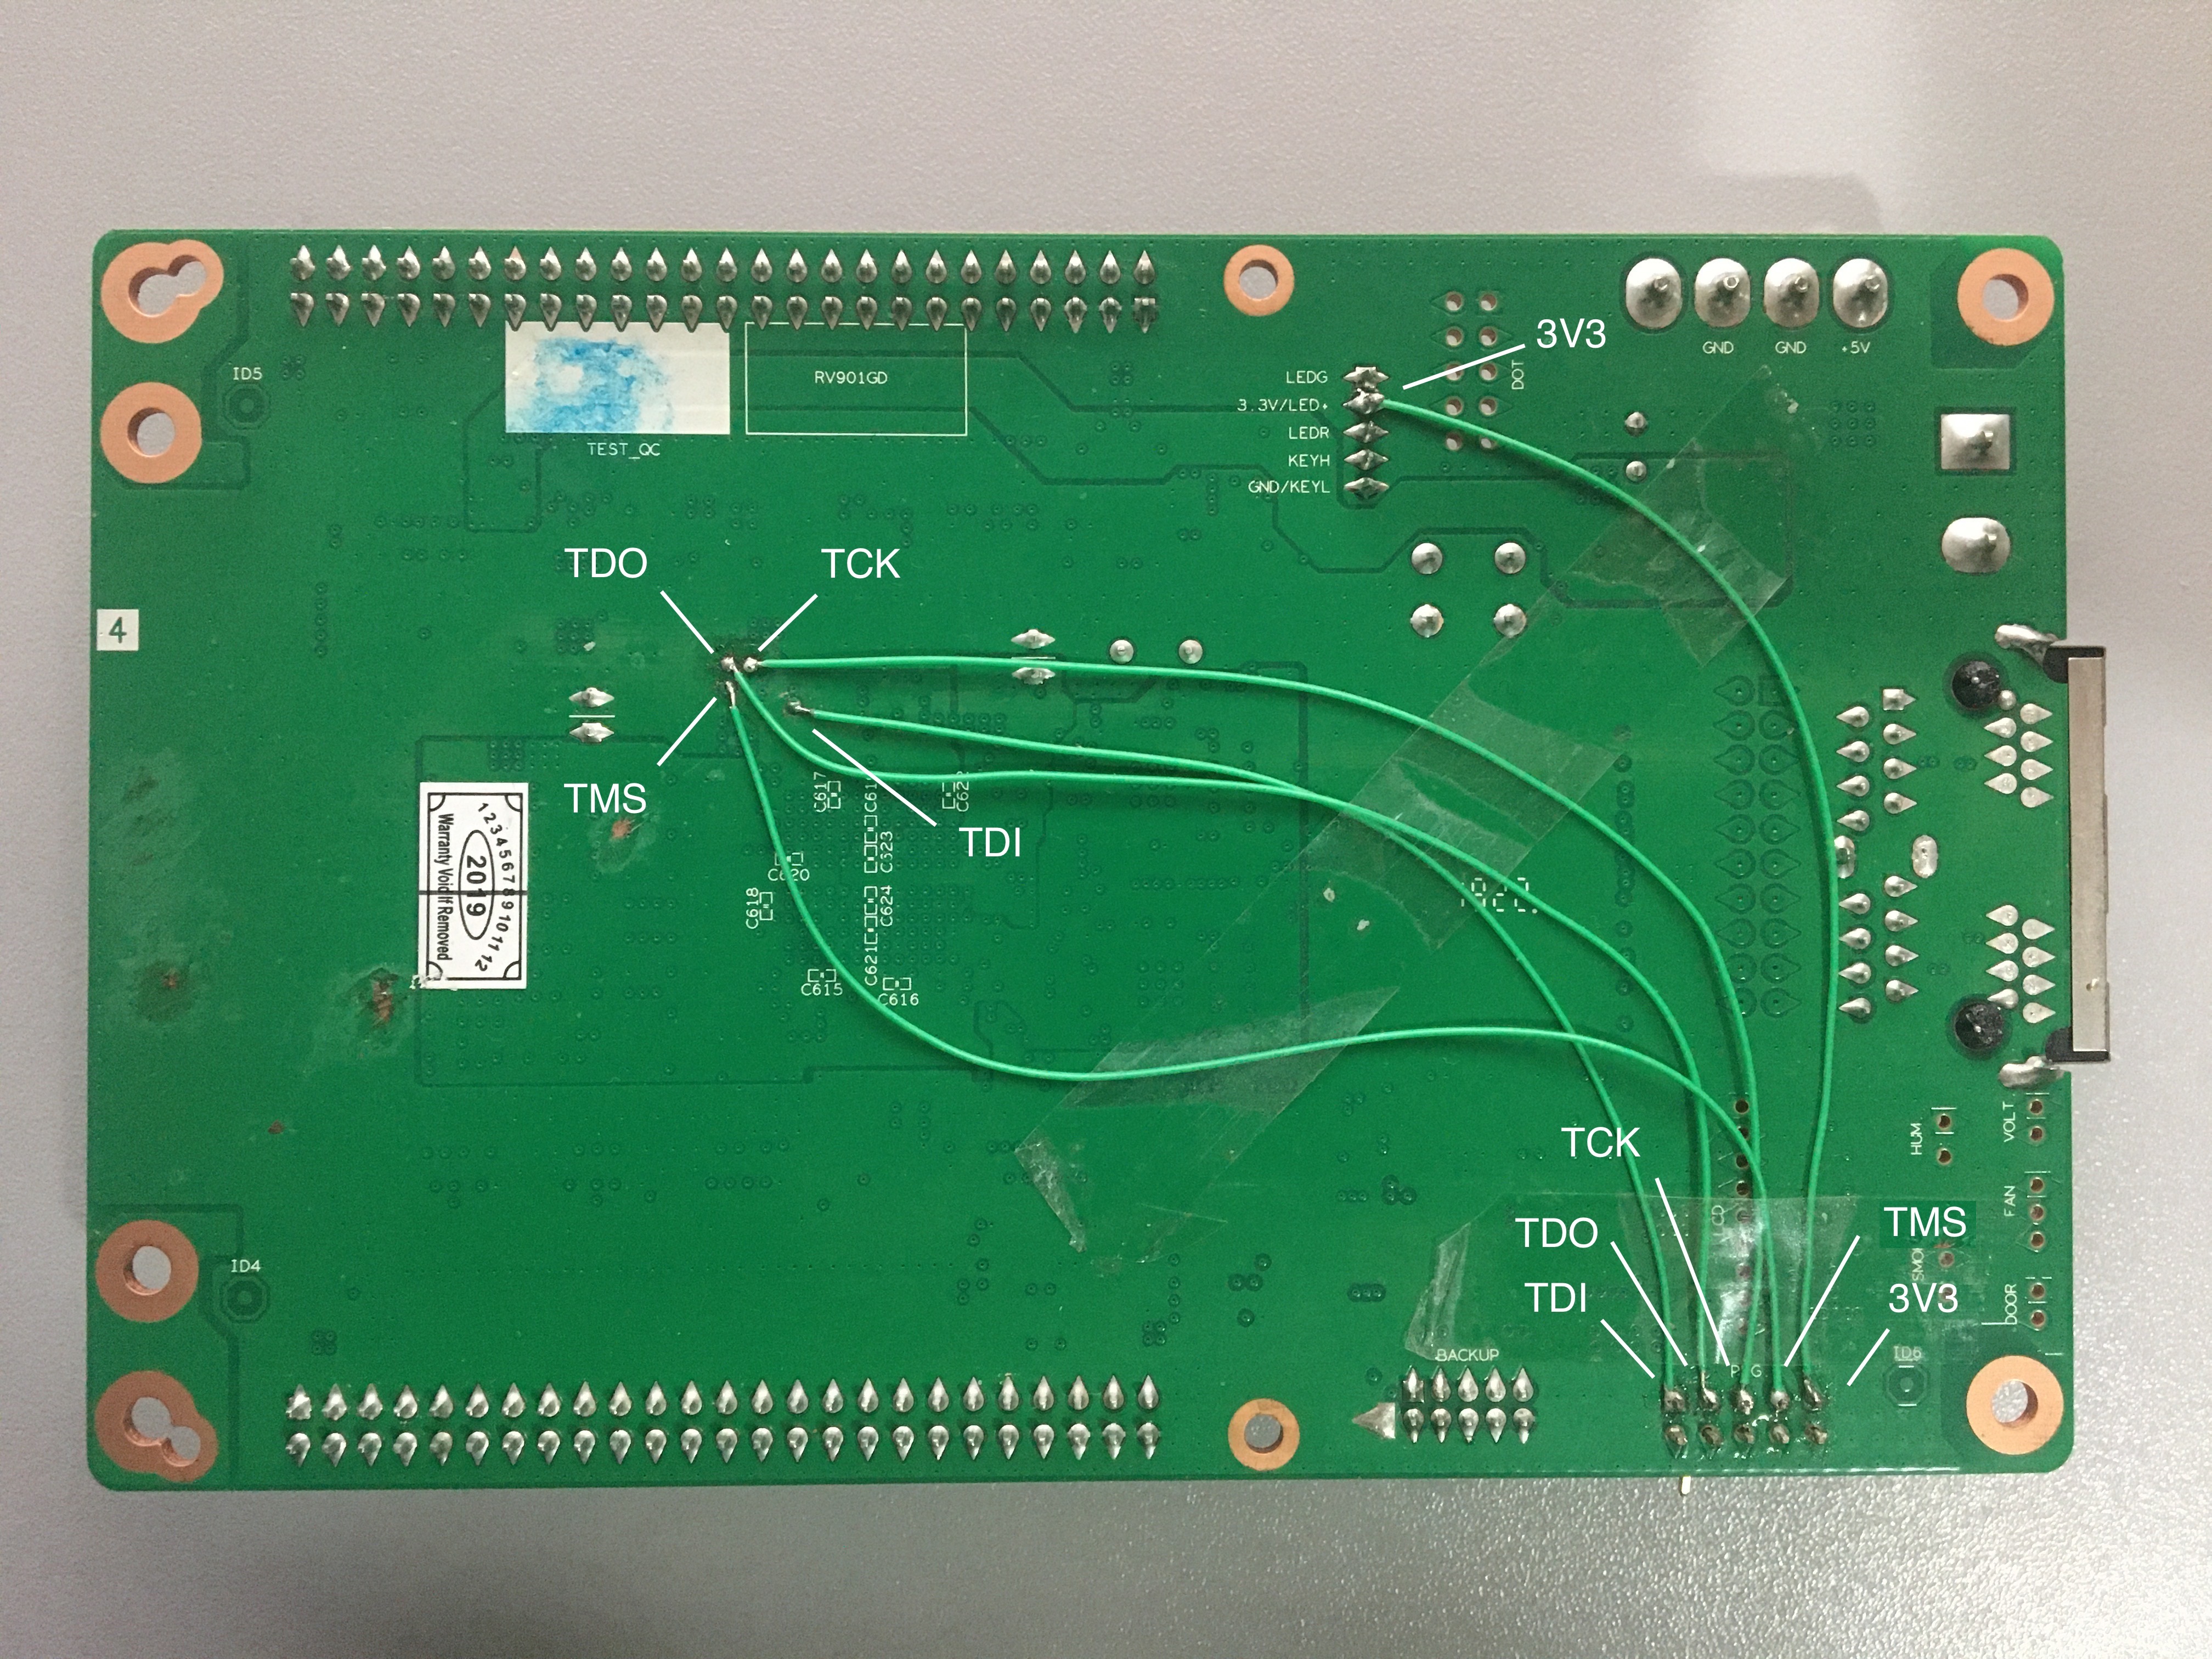 3V3
GND
GND
+5V
ID5
RV901GD
LEDG
3.3V/LED+
LEDR
KEYH
GND/KEYL
DOT
TEST_QC
TDO
TCK
4
TMS
TDI
C617
C622
C623
C620
C618
C624
C621
C615
C616
1 2 3 4 5 6 7 8 9 10 11 12
2019
Warranty Void If Removed
1922
HUM
VOLT
TCK
FAN
TDO
TMS
CD
ID4
TDI
3V3
DOOR
BACKUP
ID6